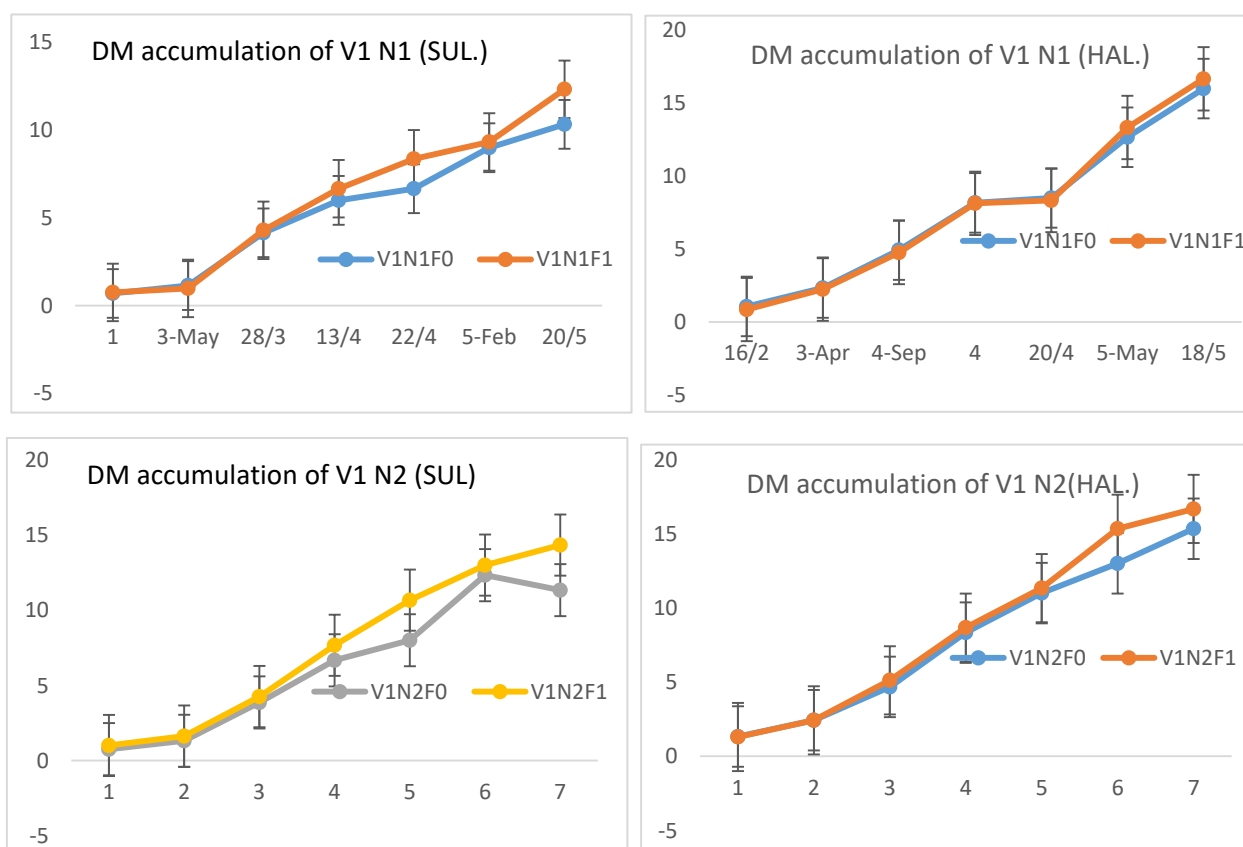 DM accumulation of V1 N1 (SUL.)
15
10
5
0
-5
V1N1F0 V1N1F1
1 3-May 28/3 13/4 22/4 5-Feb 20/5
DM accumulation of V1 N1 (HAL.)
20
15
10
5
0
-5
V1N1F0 V1N1F1
16/2 3-Apr 4-Sep 4 20/4 5-May 18/5
DM accumulation of V1 N2 (SUL)
20
15
10
5
0
-5
V1N2F0 V1N2F1
1 2 3 4 5 6 7
DM accumulation of V1 N2(HAL.)
20
15
10
5
0
-5
V1N2F0 V1N2F1
1 2 3 4 5 6 7